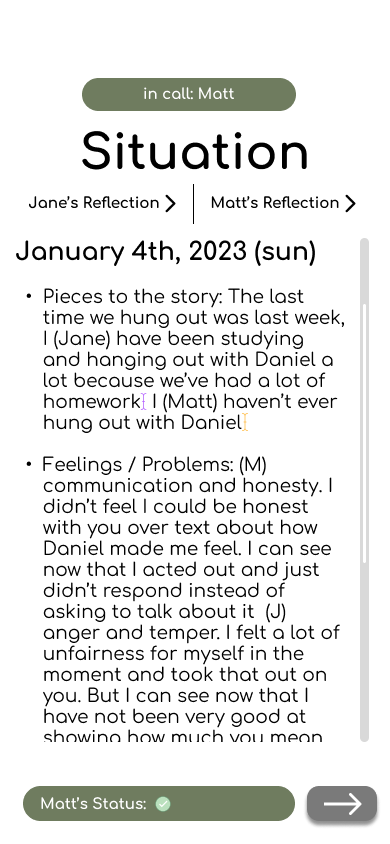 in call: Matt
Situation
Jane's Reflection
Matt's Reflection
January 4th, 2023 (sun)
• Pieces to the story: The last
time we hung out was last week,
I (Jane) have been studying
and hanging out with Daniel a
lot because we've had a lot of
homework I (Matt) haven't ever
hung out with Daniel
• Feelings / Problems: (M)
communication and honesty. I
didn't feel I could be honest
with you over text about how
Daniel made me feel. I can see
now that I acted out and just
didn't respond instead of
asking to talk about it (J)
anger and temper. I felt a lot of
unfairness for myself in the
moment and took that out on
you. But I can see now that I
have not been very good at
showing how much you mean
Matt's Status: